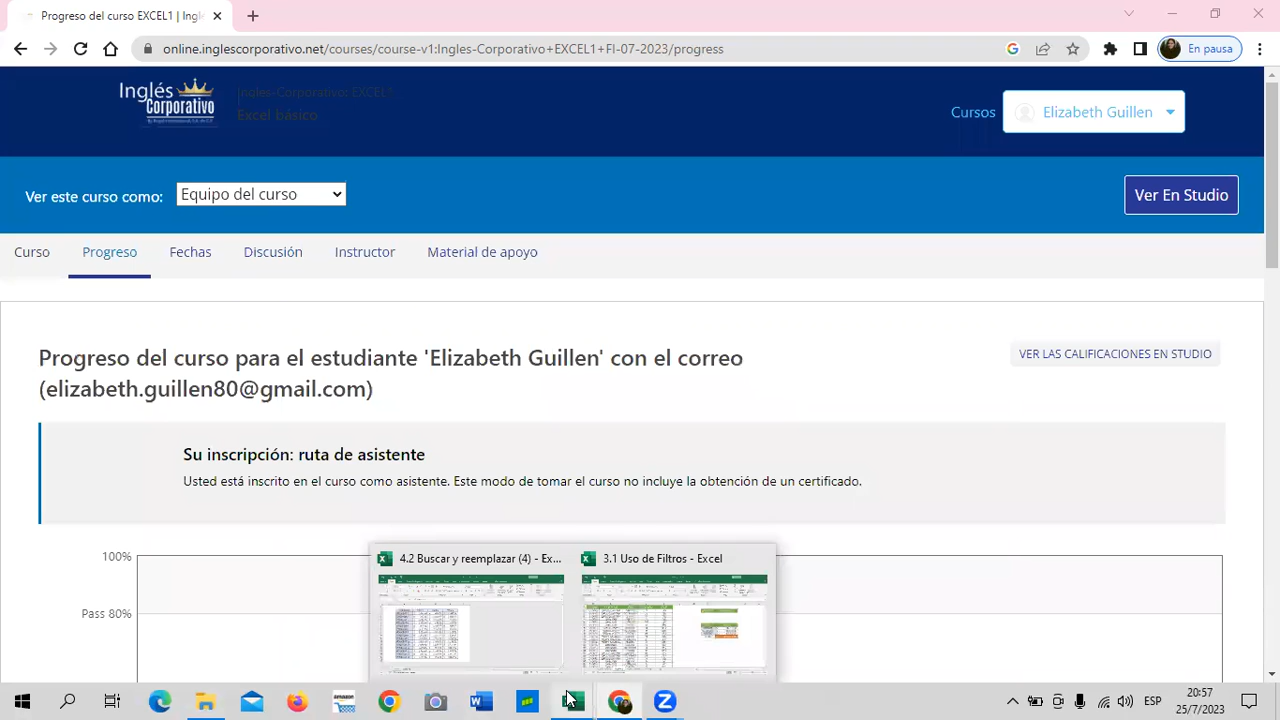 Progreso del curso EXCEL1 | Ingl
online.inglescorporativo.net/courses/course-v1:Ingles-Corporativo+EXCEL1+FI-07-2023/progress
En pausa
Inglés
Corporativo
Ingles-Corporativo: EXCEL1
Excel básico
Cursos
Elizabeth Guillen
Ver este curso como:
Equipo del curso
Ver En Studio
Curso
Progreso
Fechas
Discusión
Instructor
Material de apoyo
Progreso del curso para el estudiante 'Elizabeth Guillen' con el correo
(elizabeth.guillen80@gmail.com)
VER LAS CALIFICACIONES EN STUDIO
Su inscripción: ruta de asistente
Usted está inscrito en el curso como asistente. Este modo de tomar el curso no incluye la obtención de un certificado.
4.2 Buscar y reemplazar (4) - Ex...
3.1 Uso de Filtros - Excel
100%
Pass 80%
ESP
20:57
25/7/2023